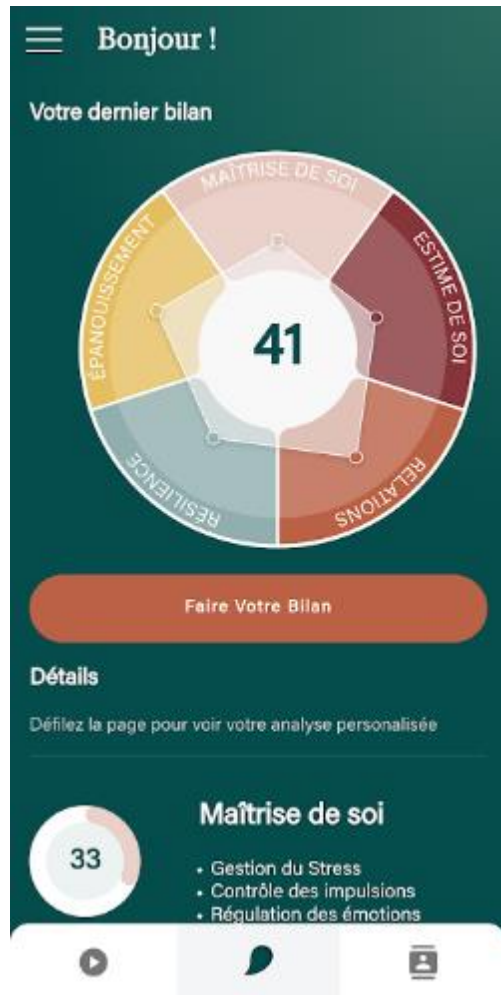 Bonjour !
Votre dernier bilan
MAÎTRISE DE SOI
ÉPANOUISSEMENT
ESTIME DE SOI
41
RÉSILIENCE
RELATIONS
Faire Votre Bilan
Détails
Défilez la page pour voir votre analyse personalisée
33
Maîtrise de soi
• Gestion du Stress
• Contrôle des impulsions
• Régulation des émotions